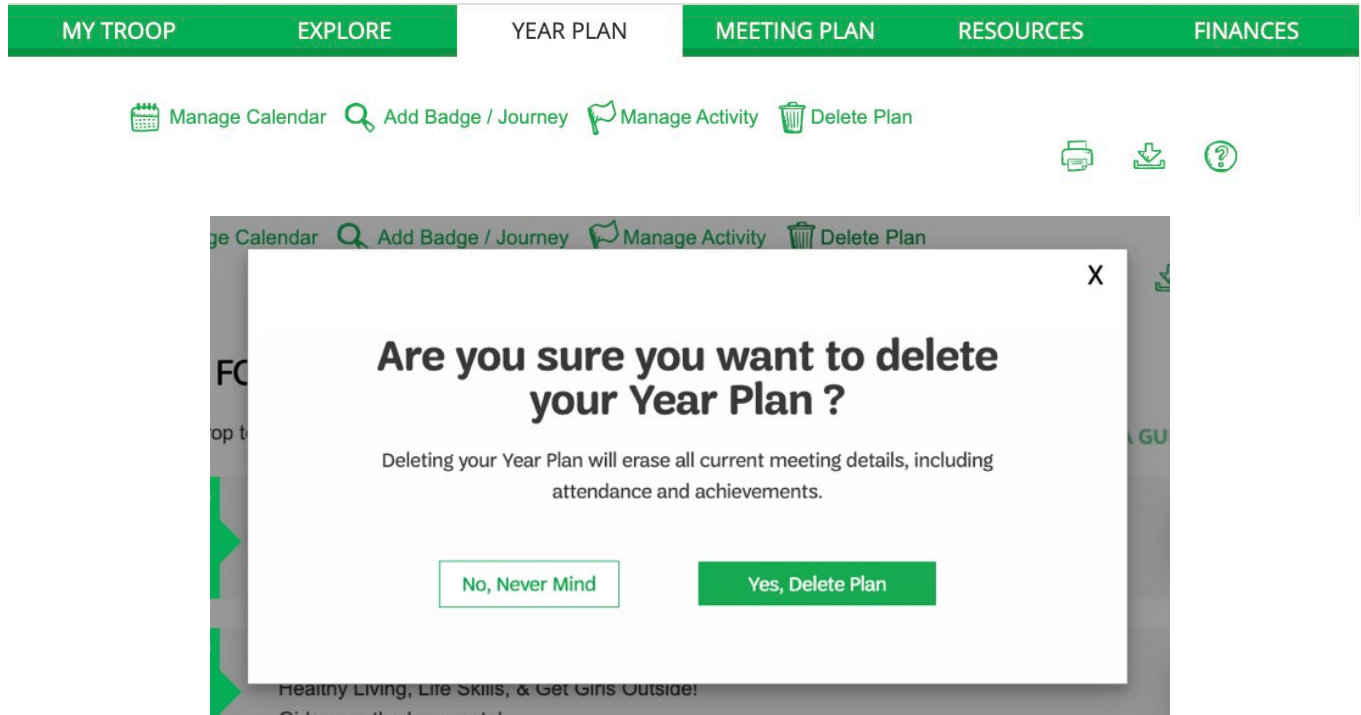 MY TROOP EXPLORE YEAR PLAN MEETING PLAN RESOURCES FINANCES
Manage Calendar Add Badge / Journey Manage Activity Delete Plan
ge Calendar Add Badge / Journey Manage Activity Delete Plan
X
Are you sure you want to delete
FO
your Year Plan ?
op t
A GU
Deleting your Year Plan will erase all current meeting details, including
attendance and achievements.
No, Never Mind Yes, Delete Plan
Healthy Living, Life Skills, & Get Girls Outside!